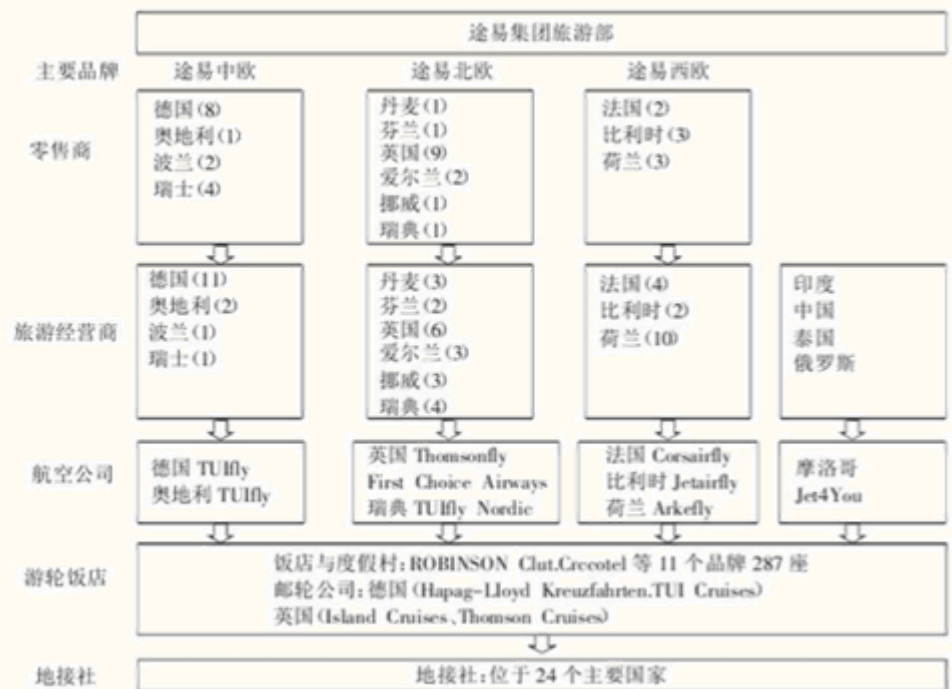 途易集团旅游部
主要品牌 途易中欧 途易北欧 途易西欧
零售商
德国(8)
奥地利(1)
波兰(2)
瑞士(4)
丹麦(1)
芬兰(1)
英国(9)
爱尔兰(2)
挪威(1)
瑞典(1)
法国(2)
比利时(3)
荷兰(3)
旅游经营商
德国(11)
奥地利(2)
波兰(1)
瑞士(1)
丹麦(3)
芬兰(2)
英国(6)
爱尔兰(3)
挪威(3)
瑞典(4)
法国(4)
比利时(2)
荷兰(10)
印度
中国
泰国
俄罗斯
航空公司
德国 TUIfly
奥地利 TUIfly
英国 Thomsonfly
First Choice Airways
瑞典 TUIfly Nordic
法国 Corsairfly
比利时 Jetairfly
荷兰 Arkefly
摩洛哥
Jet4You
游轮饭店
饭店与度假村:ROBINSON Clut,Crecotel 等 11 个品牌 287 座
邮轮公司:德国(Hapag-Lloyd Kreuzfahrten,TUI Cruises)
英国(Island Cruises、Thomson Cruises)
地接社
地接社:位于 24 个主要国家